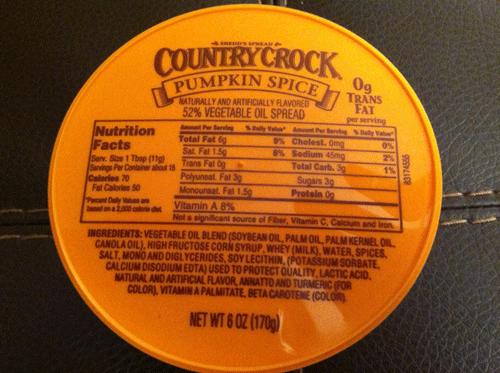 SHEDD'S SPREAD
COUNTRY CROCK
PUMPKIN SPICE
NATURALLY AND ARTIFICIALLY FLAVORED
52% VEGETABLE OIL SPREAD
0g
TRANS
FAT
per serving
Nutrition
Facts
Serv. Size 1 Tbsp (11g)
Servings Per Container about 15
Calories 70
Fat Calories 50
*Percent Daily Values are
based on a 2,000 calorie diet.
Amount Per Serving % Daily Value*
Total Fat 6g 9%
Sat. Fat 1.5g 8%
Trans Fat 0g
Polyunsat. Fat 3g
Monounsat. Fat 1.5g
Amount Per Serving % Daily Value*
Cholest. 0mg 0%
Sodium 45mg 2%
Total Carb. 3g 1%
Sugars 3g
Protein 0g
Vitamin A 8%
Not a significant source of Fiber, Vitamin C, Calcium and Iron.
INGREDIENTS: VEGETABLE OIL BLEND (SOYBEAN OIL, PALM OIL, PALM KERNEL OIL,
CANOLA OIL), HIGH FRUCTOSE CORN SYRUP, WHEY (MILK), WATER, SPICES,
SALT, MONO AND DIGLYCERIDES, SOY LECITHIN, (POTASSIUM SORBATE,
CALCIUM DISODIUM EDTA) USED TO PROTECT QUALITY, LACTIC ACID,
NATURAL AND ARTIFICIAL FLAVOR, ANNATTO AND TURMERIC (FOR
COLOR), VITAMIN A PALMITATE, BETA CAROTENE (COLOR).
NET WT 6 OZ (170g)